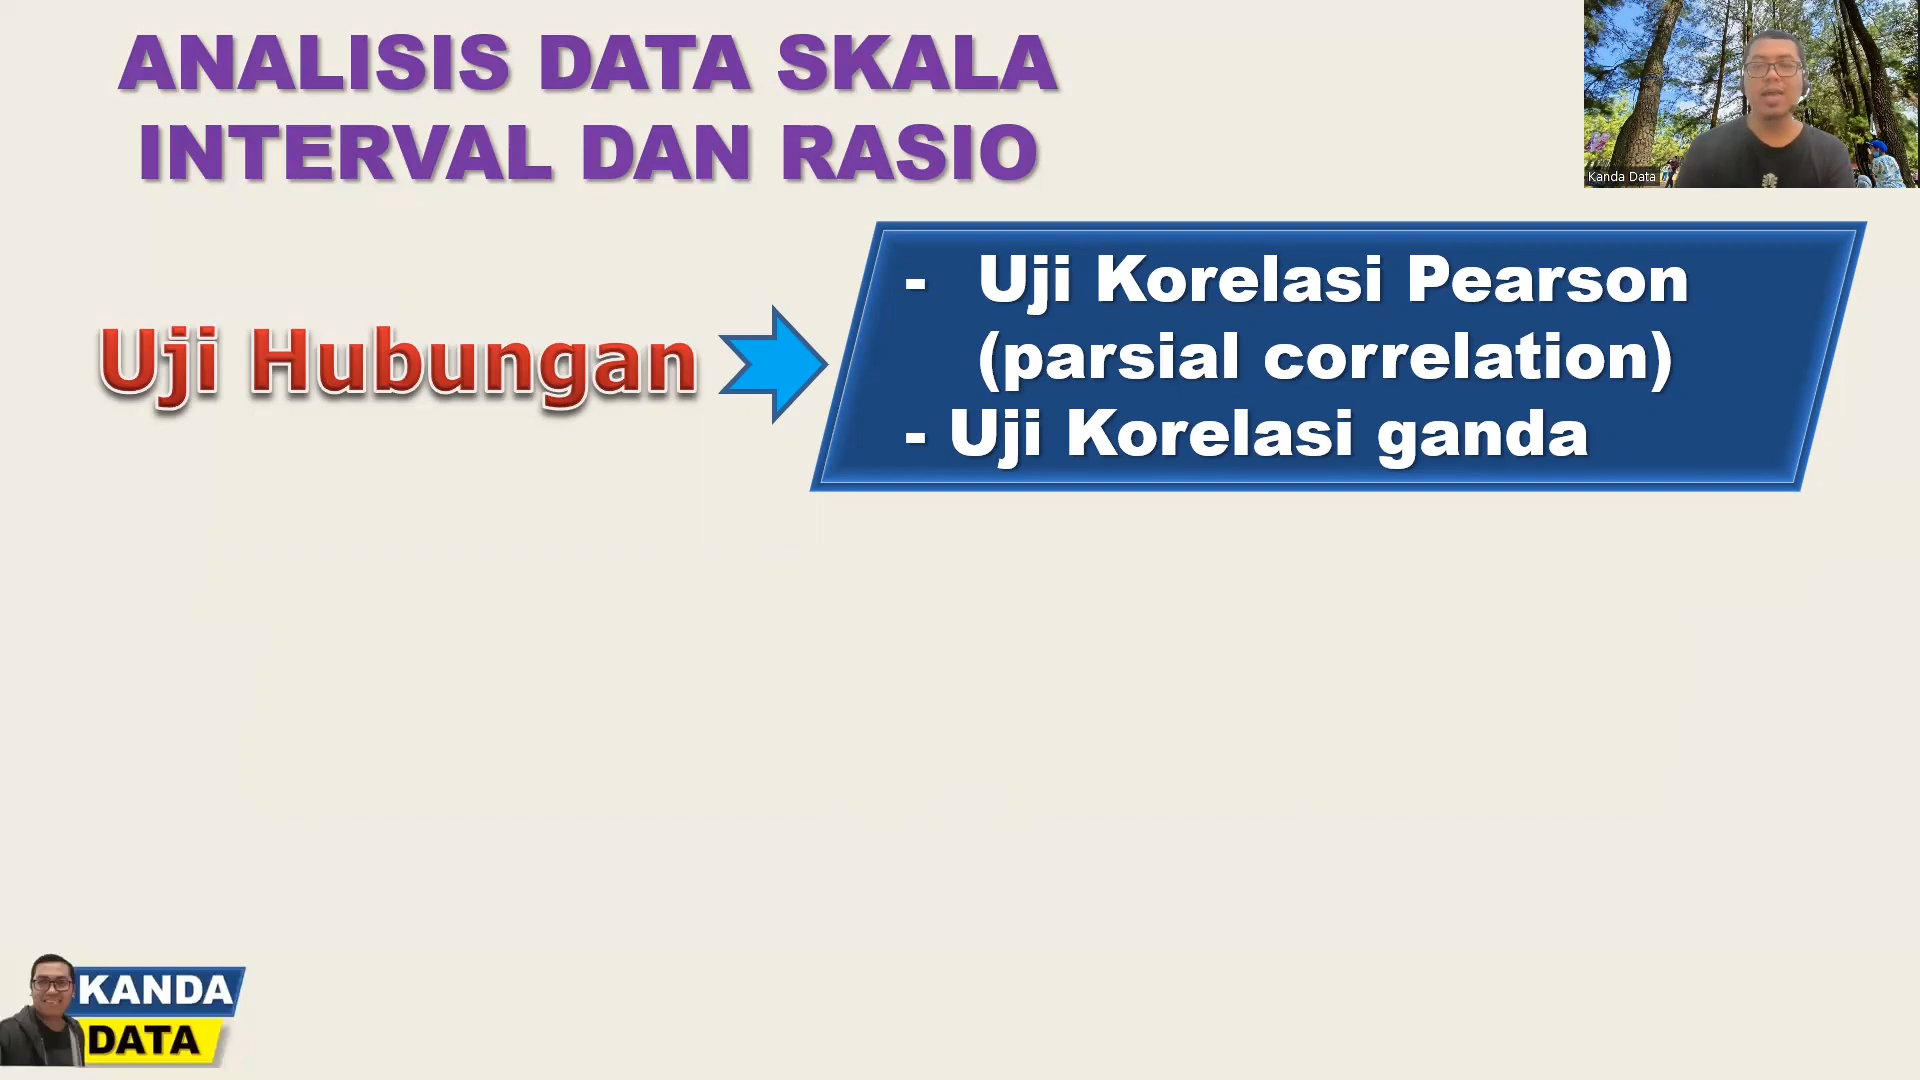 ANALISIS DATA SKALA
INTERVAL DAN RASIO
Kanda Data
Uji Hubungan
- Uji Korelasi Pearson
(parsial correlation)
- Uji Korelasi ganda
KANDA
DATA